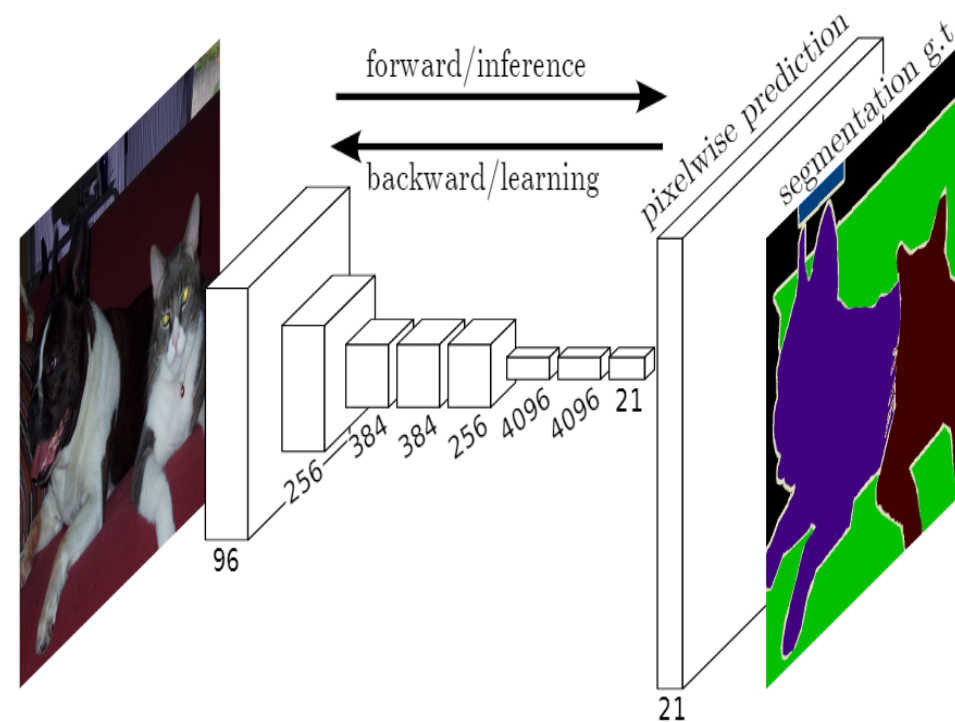 forward/inference
backward/learning
pixelwise prediction
segmentation g.t
96
256
384
384
256
4096
4096
21
21